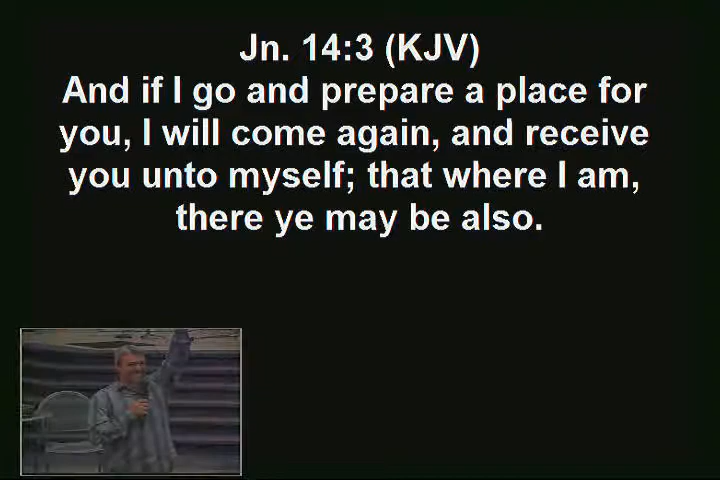 Jn. 14:3 (KJV)
And if I go and prepare a place for
you, I will come again, and receive
you unto myself; that where I am,
there ye may be also.